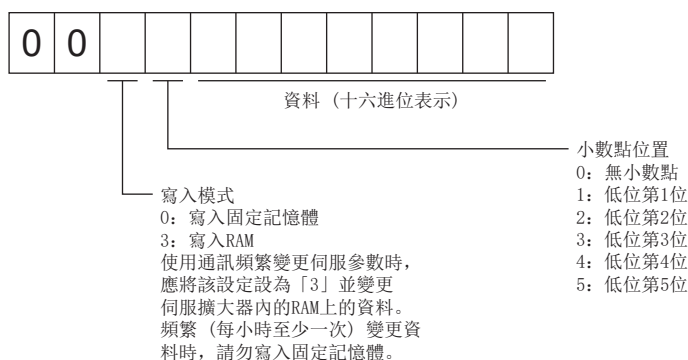 0 0
資料 (十六進位表示)
小數點位置
0: 無小數點
1: 低位第1位
2: 低位第2位
3: 低位第3位
4: 低位第4位
5: 低位第5位
寫入模式
0: 寫入固定記憶體
3: 寫入RAM
使用通訊頻繁變更伺服參數時,
應將該設定設為「3」並變更
伺服擴大器內的RAM上的資料。
頻繁 (每小時至少一次) 變更資
料時, 請勿寫入固定記憶體。